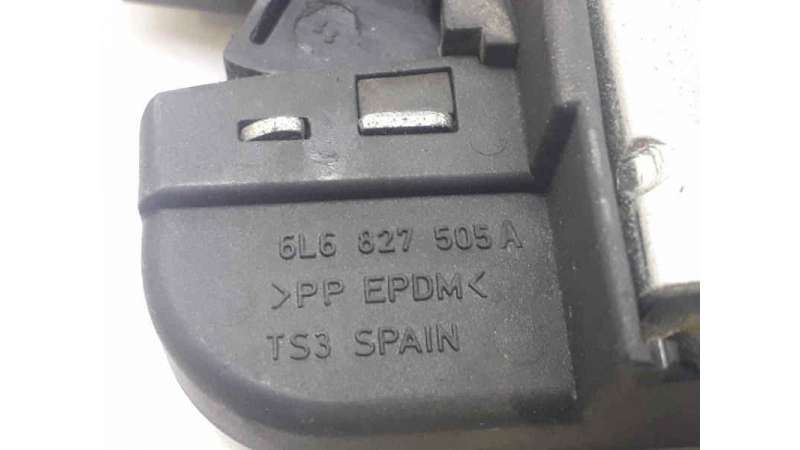 6L6 827 505 A
>PP EPDM<
TS3 SPAIN